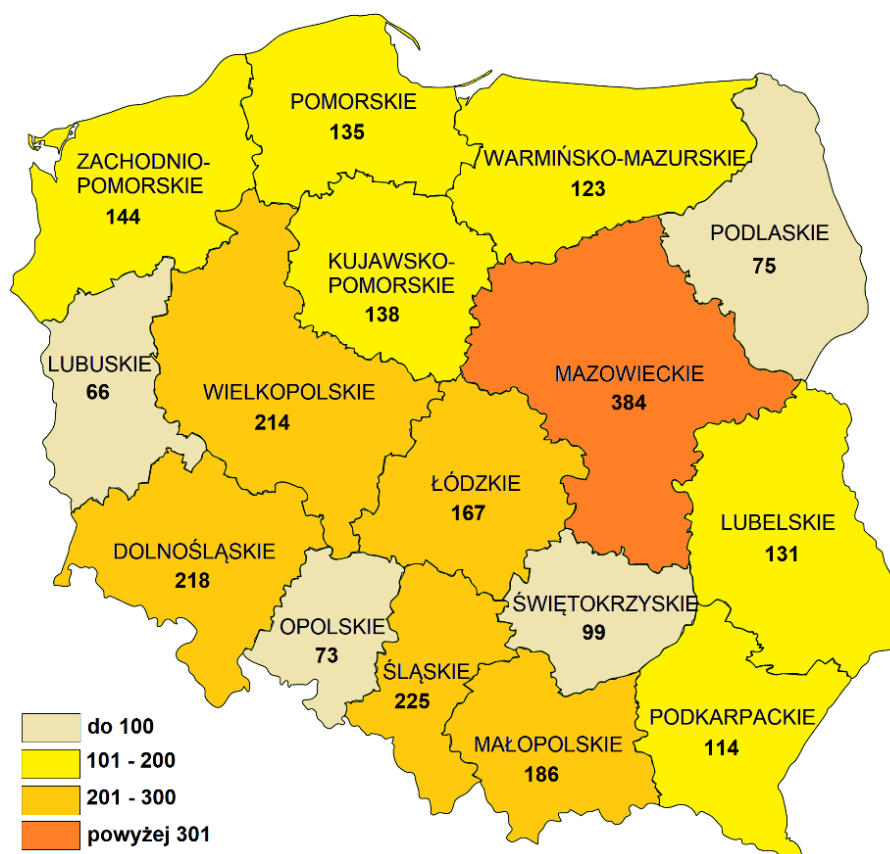 POMORSKIE
135
ZACHODNIO-
POMORSKIE
144
WARMIŃSKO-MAZURSKIE
123
PODLASKIE
75
KUJAWSKO-
POMORSKIE
138
LUBUSKIE
66
WIELKOPOLSKIE
214
MAZOWIECKIE
384
ŁÓDZKIE
167
LUBELSKIE
131
DOLNOŚLĄSKIE
218
OPOLSKIE
73
ŚWIĘTOKRZYSKIE
99
ŚLĄSKIE
225
MAŁOPOLSKIE
186
PODKARPACKIE
114
do 100
101 - 200
201 - 300
powyżej 301